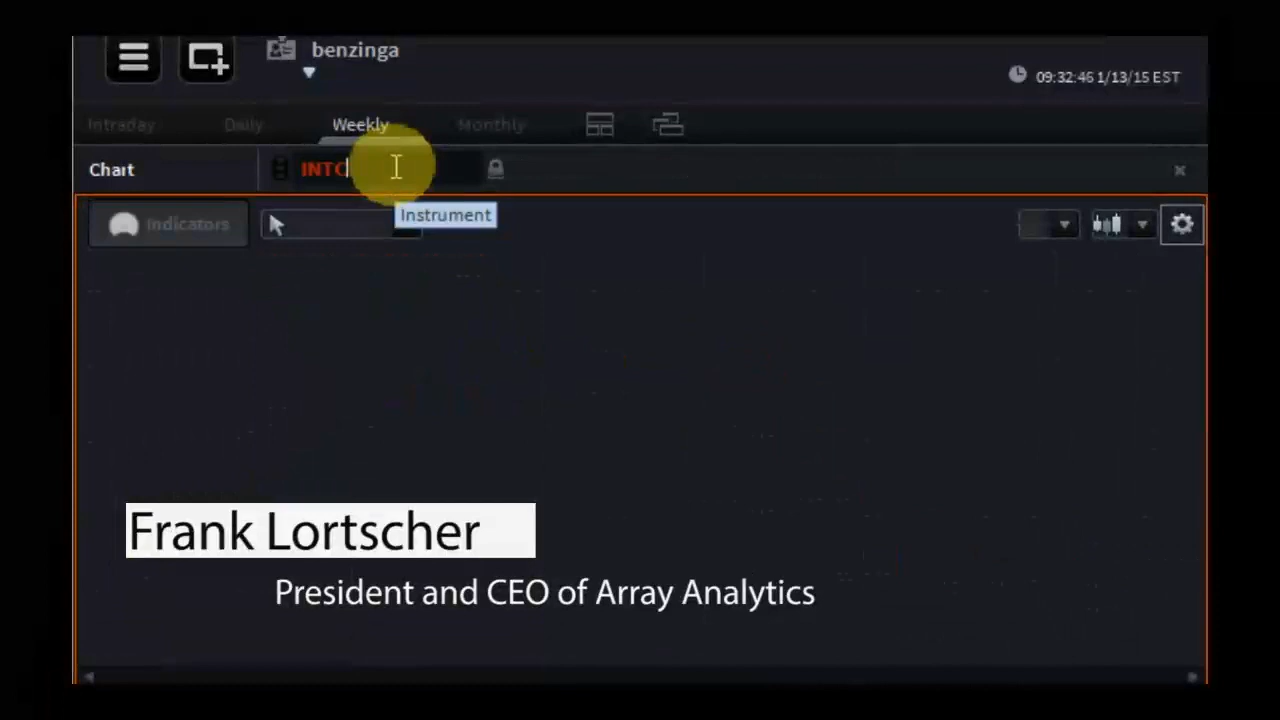 benzinga
09:32:46 1/13/15 EST
Intraday Daily Weekly Monthly
Chart INTC
Instrument
Indicators
Frank Lortscher
President and CEO of Array Analytics